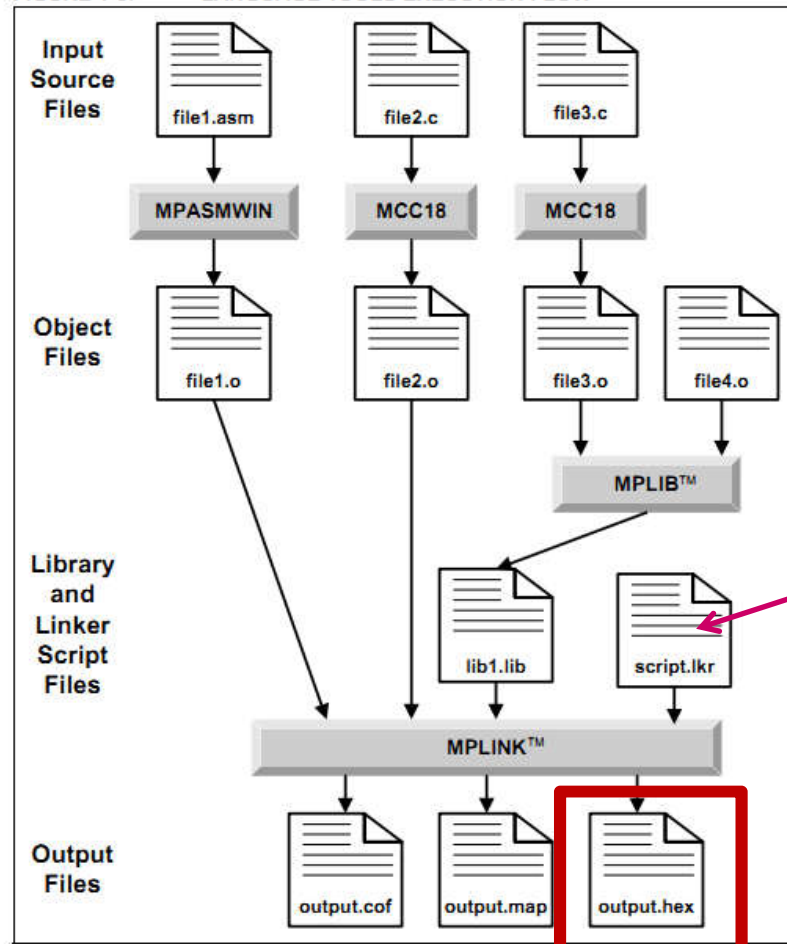 Input
Source
Files
file1.asm
file2.c
file3.c
MPASMWIN
MCC18
MCC18
Object
Files
file1.o
file2.o
file3.o
file4.o
MPLIB™
Library
and
Linker
Script
Files
lib1.lib
script.lkr
MPLINK™
Output
Files
output.cof
output.map
output.hex